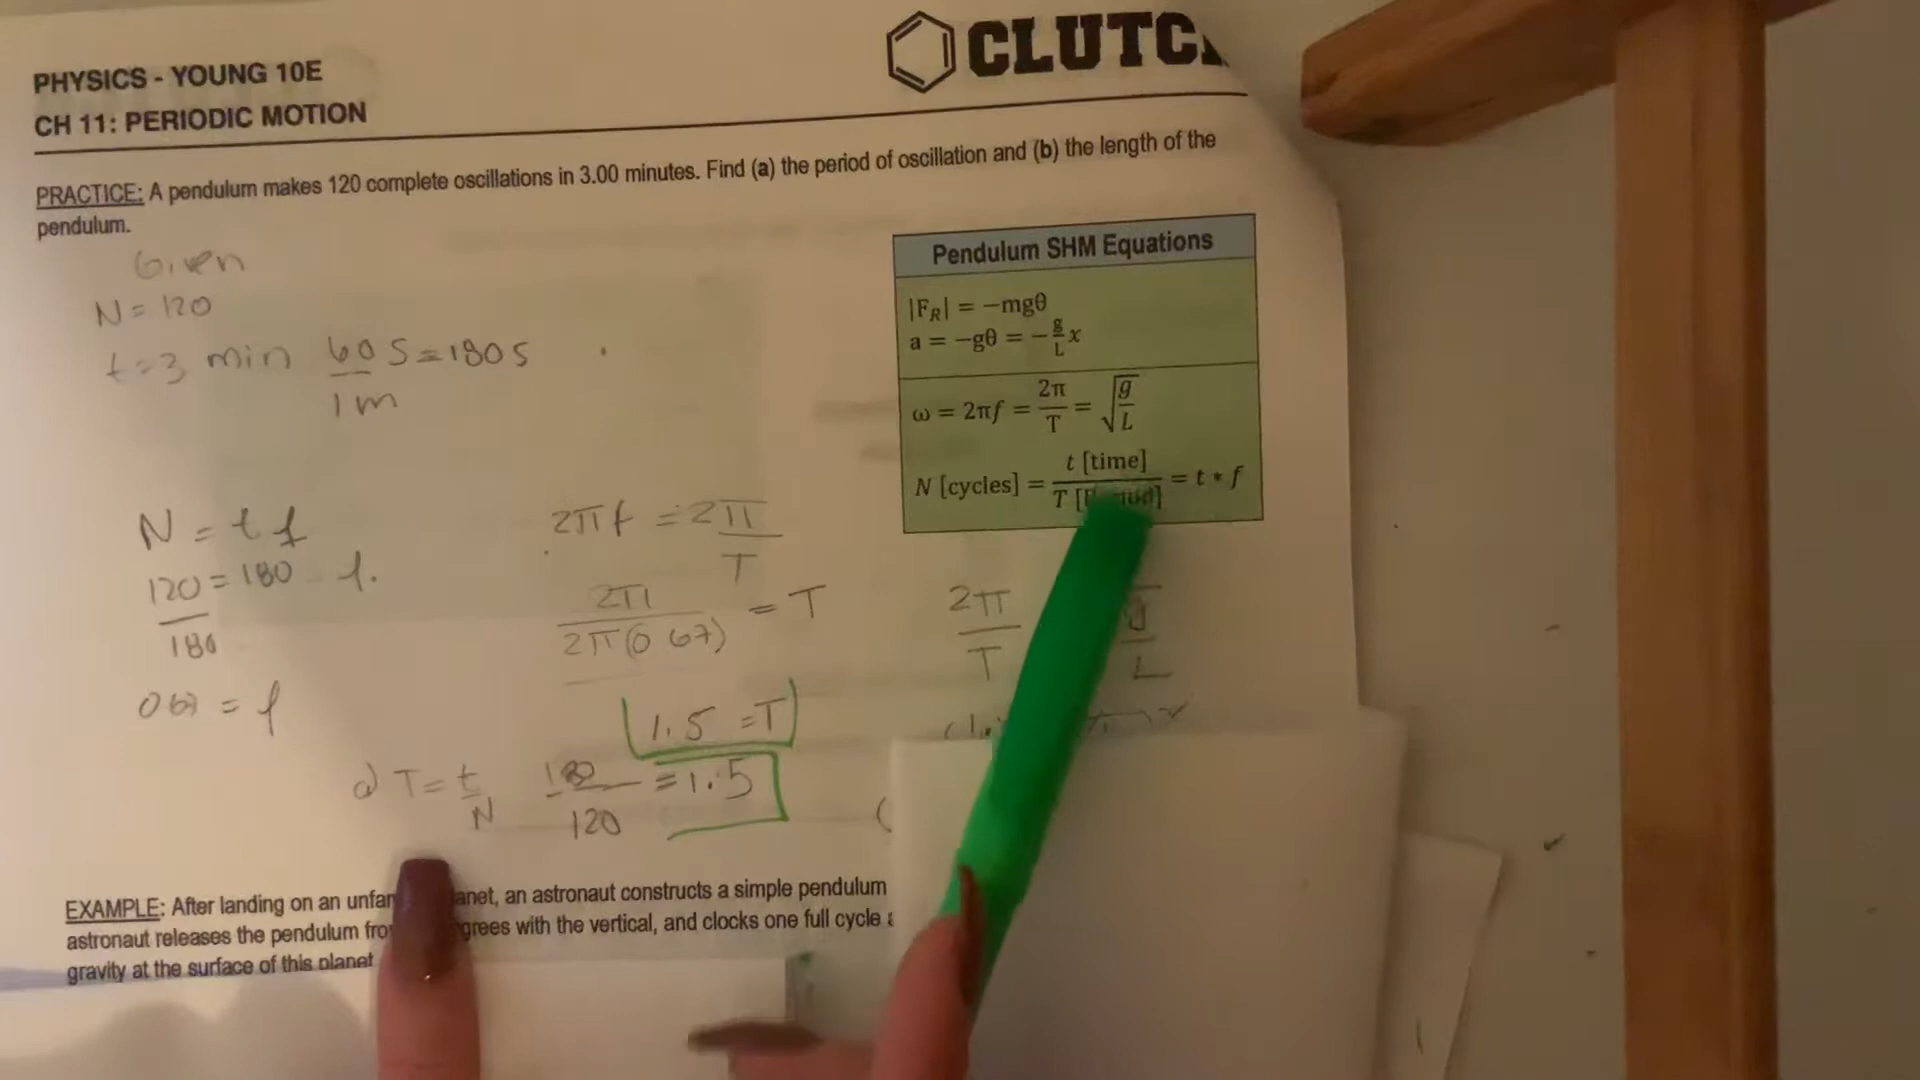 PHYSICS - YOUNG 10E
CLUTC
CH 11: PERIODIC MOTION
PRACTICE: A pendulum makes 120 complete oscillations in 3.00 minutes. Find (a) the period of oscillation and (b) the length of the
pendulum.
Given
N = 120
t=3 min 60 S = 180 s
1 m
Pendulum SHM Equations
|F_R| = −mgθ
a = −gθ = −g/L x
ω = 2πf = 2π/T = √(g/L)
N [cycles] = t [time]/T = t * f
N = t f
120 = 180 f.
180
0 67 = f
2πf = 2π/T
2π/2π(0 67) = T
1.5 = T
a) T = t/N 180/120 = 1.5
2π/T
L
EXAMPLE: After landing on an anet, an astronaut constructs a simple pendulum
astronaut releases the pendulum grees with the vertical, and clocks one full cycle
gravity at the surface of this planet